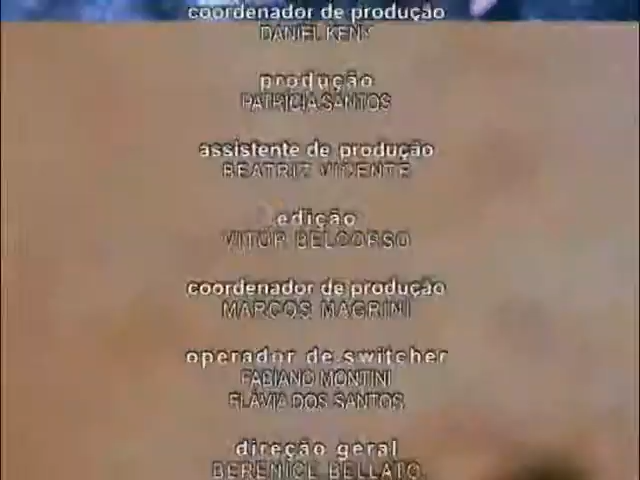 coordenador de produção
DANIEL KENY
produção
PATRÍCIA SANTOS
assistente de produção
BEATRIZ VICENTE
edição
VITOR BELCORSO
coordenador de produção
MARCOS MAGRINI
operador de switcher
FABIANO MONTINI
FLÁVIA DOS SANTOS
direção geral
BERENICE BELLATO